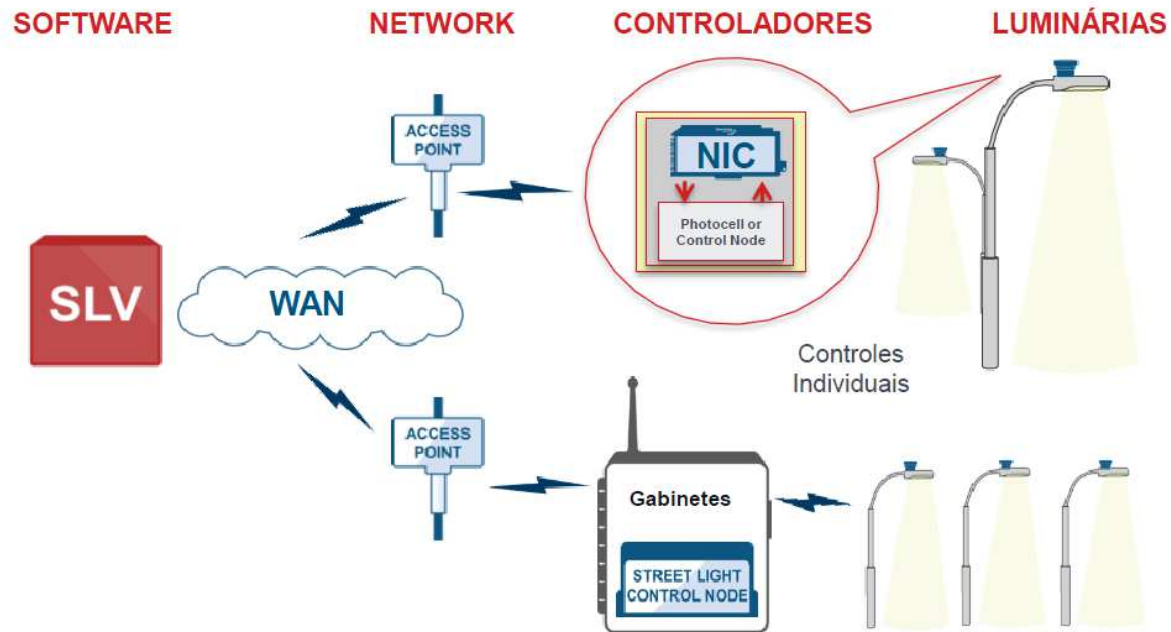 SOFTWARE
NETWORK
CONTROLADORES
LUMINÁRIAS
ACCESS
POINT
NIC
Photocell or
Control Node
SLV
WAN
Controles
Individuais
ACCESS
POINT
Gabinetes
STREET LIGHT
CONTROL NODE